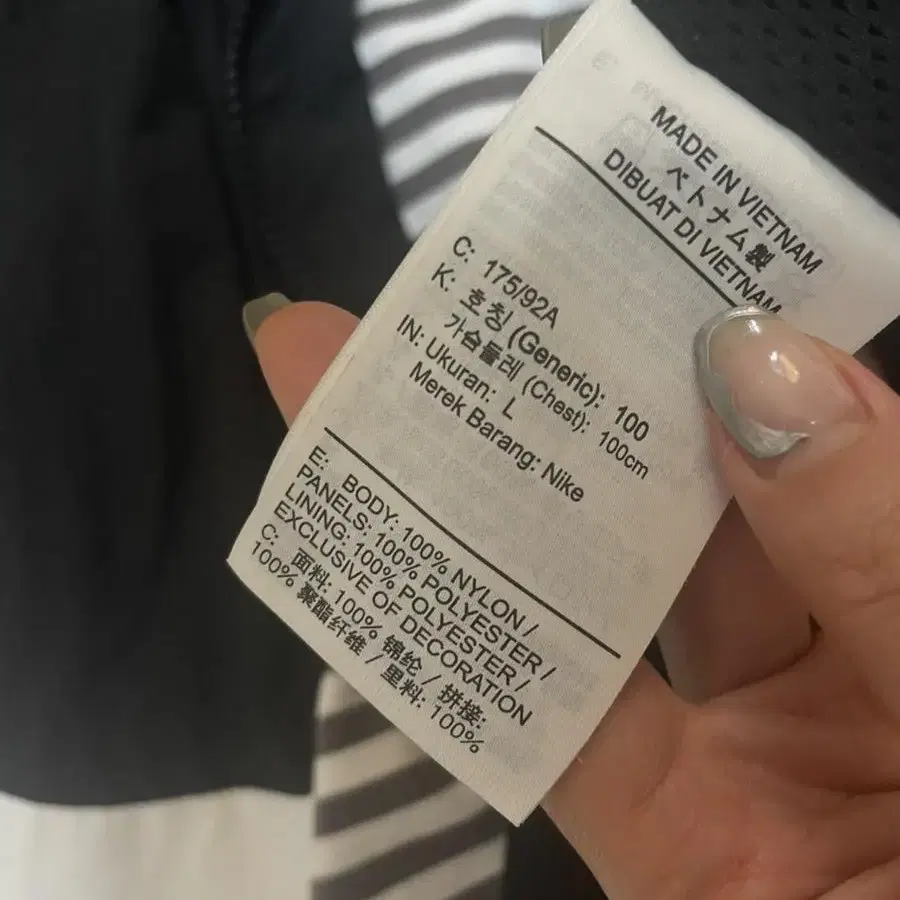 MADE IN VIETNAM
ベトナム製
DIBUAT DI VIETNAM
C: 175/92A
K: 호칭 (Generic): 100
가슴둘레 (Chest): 100cm
IN: Ukuran: L
Merek Barang: Nike
E: BODY: 100% NYLON /
PANELS: 100% POLYESTER /
LINING: 100% POLYESTER /
EXCLUSIVE OF DECORATION
C: 面料: 100% 锦纶 / 拼接:
100% 聚酯纤维 / 里料: 100%